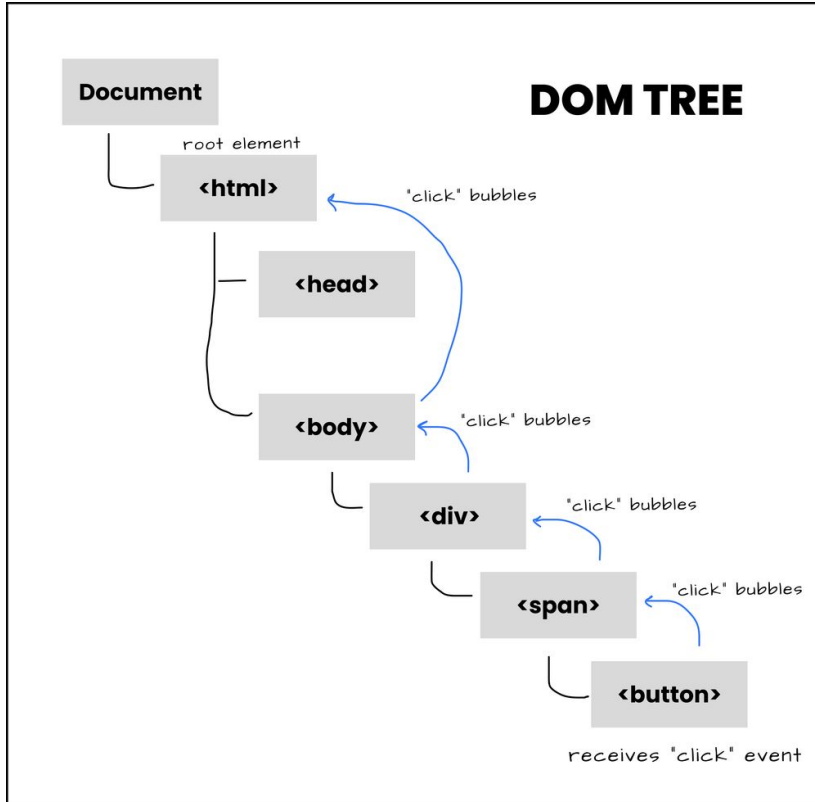 Document
DOM TREE
root element
<html>
"click" bubbles
<head>
<body>
"click" bubbles
<div>
"click" bubbles
<span>
"click" bubbles
<button>
receives "click" event